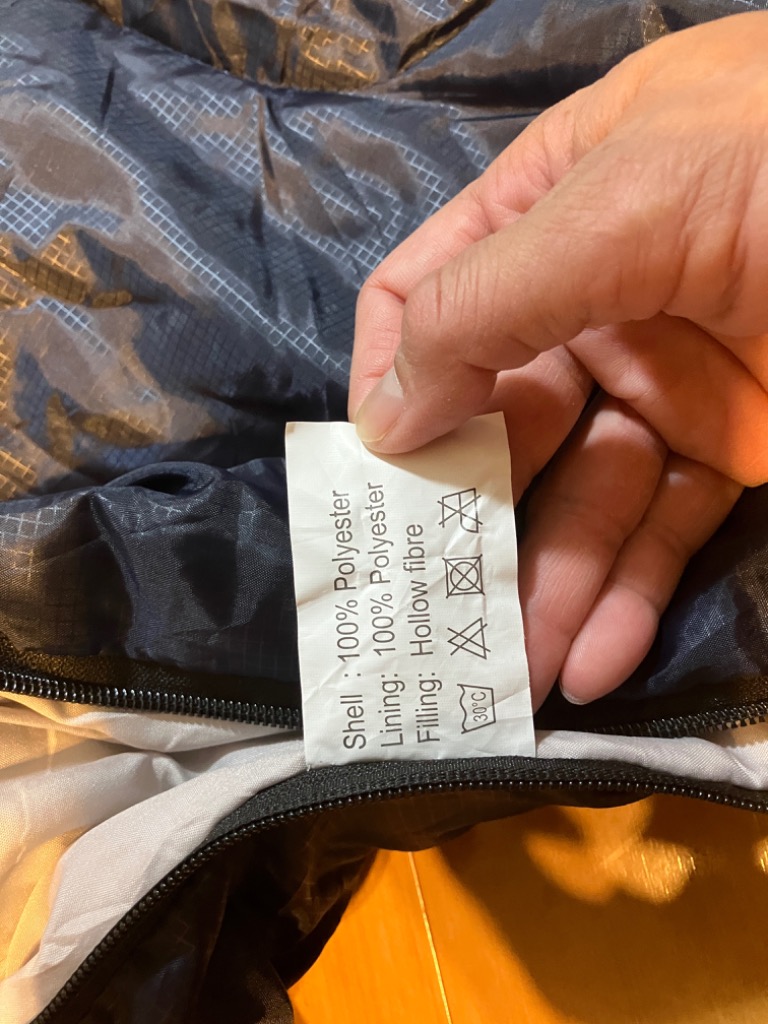 Shell : 100% Polyester
Lining: 100% Polyester
Filling: Hollow fibre
30°C